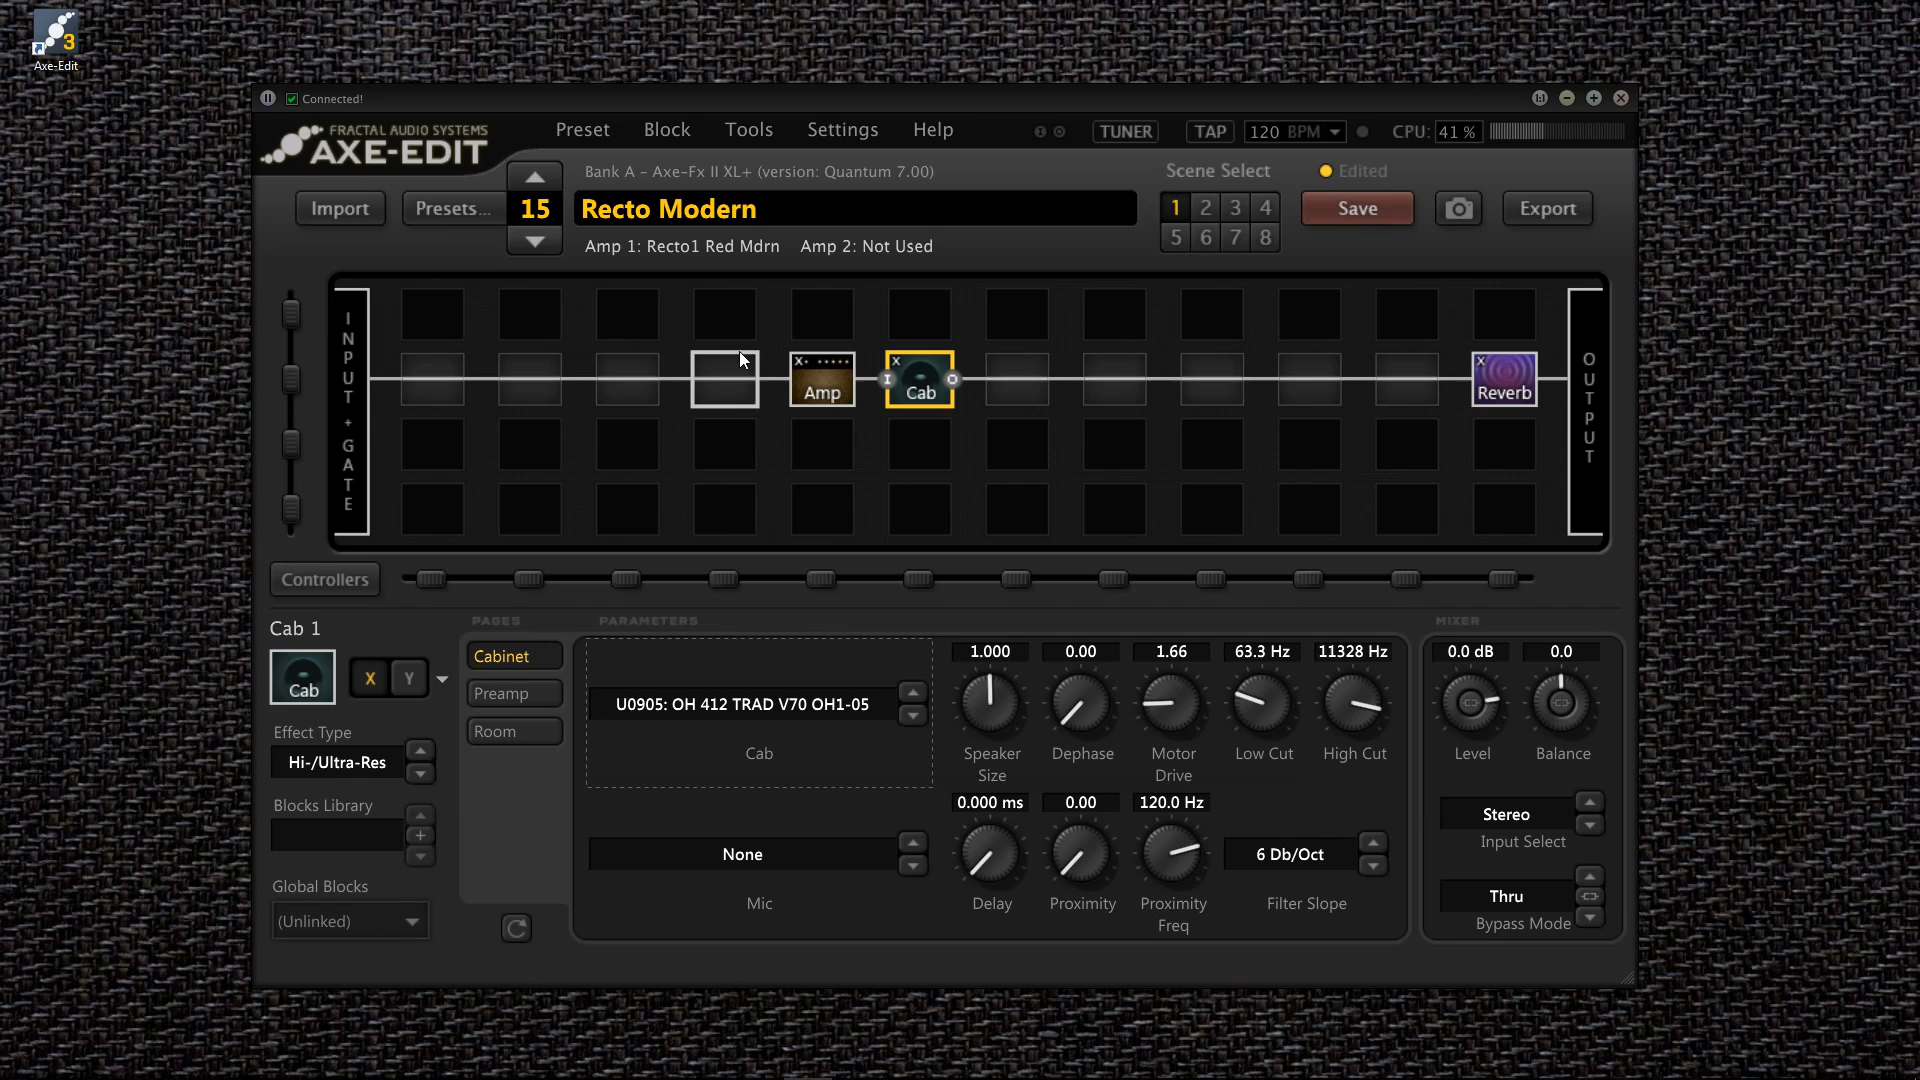 3
Axe-Edit
Connected!
FRACTAL AUDIO SYSTEMS
AXE-EDIT
Preset Block Tools Settings Help
TUNER TAP 120 BPM CPU: 41 %
Bank A - Axe-Fx II XL+ (version: Quantum 7.00)
Scene Select Edited
Import Presets... 15 Recto Modern
1 2 3 4
5 6 7 8
Save Export
Amp 1: Recto1 Red Mdrn Amp 2: Not Used
INPUT + GATE
X Amp
X I Cab O
X Reverb
OUTPUT
Controllers
Cab 1
Cab
X Y
Effect Type
Hi-/Ultra-Res
Blocks Library
+
Global Blocks
(Unlinked)
PAGES
Cabinet
Preamp
Room
PARAMETERS
U0905: OH 412 TRAD V70 OH1-05
Cab
None
Mic
1.000 0.00 1.66 63.3 Hz 11328 Hz
Speaker Size Dephase Motor Drive Low Cut High Cut
0.000 ms 0.00 120.0 Hz 6 Db/Oct
Delay Proximity Proximity Freq Filter Slope
MIXER
0.0 dB 0.0
Level Balance
Stereo
Input Select
Thru
Bypass Mode